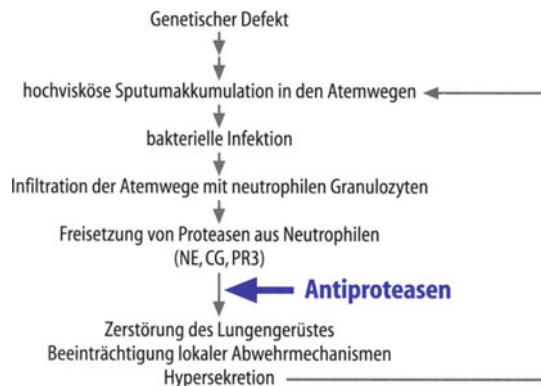 Genetischer Defekt
hochvisköse Sputumakkumulation in den Atemwegen
bakterielle Infektion
Infiltration der Atemwege mit neutrophilen Granulozyten
Freisetzung von Proteasen aus Neutrophilen
(NE, CG, PR3)
Antiproteasen
Zerstörung des Lungengerüstes
Beeinträchtigung lokaler Abwehrmechanismen
Hypersekretion